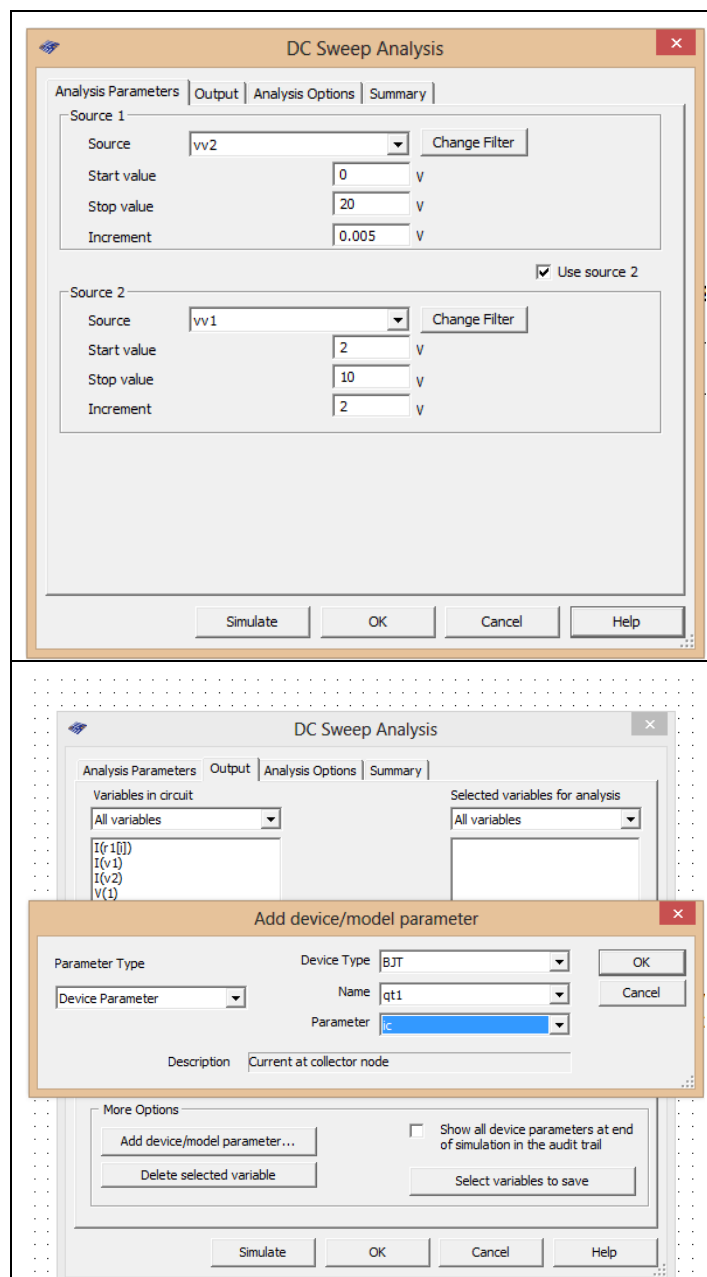 DC Sweep Analysis
Analysis Parameters Output Analysis Options Summary
Source 1
Source vv2 Change Filter
Start value 0 V
Stop value 20 V
Increment 0.005 V
Use source 2
Source 2
Source vv1 Change Filter
Start value 2 V
Stop value 10 V
Increment 2 V
Simulate OK Cancel Help
DC Sweep Analysis
Analysis Parameters Output Analysis Options Summary
Variables in circuit Selected variables for analysis
All variables All variables
I(r1[i])
I(v1)
I(v2)
V(1)
Add device/model parameter
Parameter Type Device Type BJT OK
Device Parameter Name qt1 Cancel
Parameter ic
Description Current at collector node
More Options
Add device/model parameter... Show all device parameters at end
of simulation in the audit trail
Delete selected variable Select variables to save
Simulate OK Cancel Help